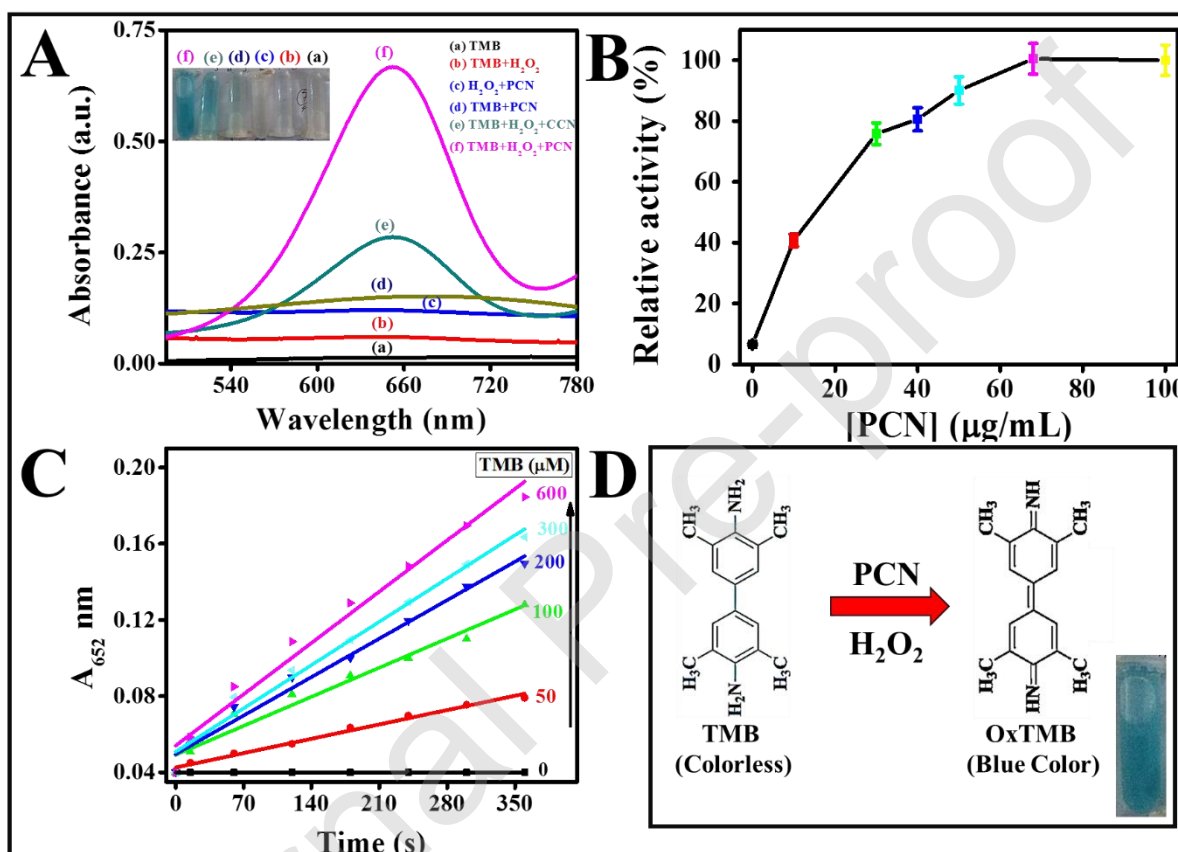 A
0.75
0.50
0.25
0.00
540 600 660 720 780
Absorbance (a.u.)
Wavelength (nm)
(f) (e) (d) (c) (b) (a)
(a) TMB
(b) TMB+H₂O₂
(c) H₂O₂+PCN
(d) TMB+PCN
(e) TMB+H₂O₂+CCN
(f) TMB+H₂O₂+PCN
(f)
(e)
(d)
(c)
(b)
(a)
B
100
80
60
40
20
0
0 20 40 60 80 100
Relative activity (%)
[PCN] (μg/mL)
C
0.20
0.16
0.12
0.08
0.04
0 70 140 210 280 350
A₆₅₂ nm
Time (s)
TMB (μM)
600
300
200
100
50
0
D
NH₂
CH₃ CH₃
H₃C CH₃
H₂N
TMB
(Colorless)
PCN
H₂O₂
NH
CH₃ CH₃
H₃C CH₃
HN
OxTMB
(Blue Color)
rnal Pre-proof